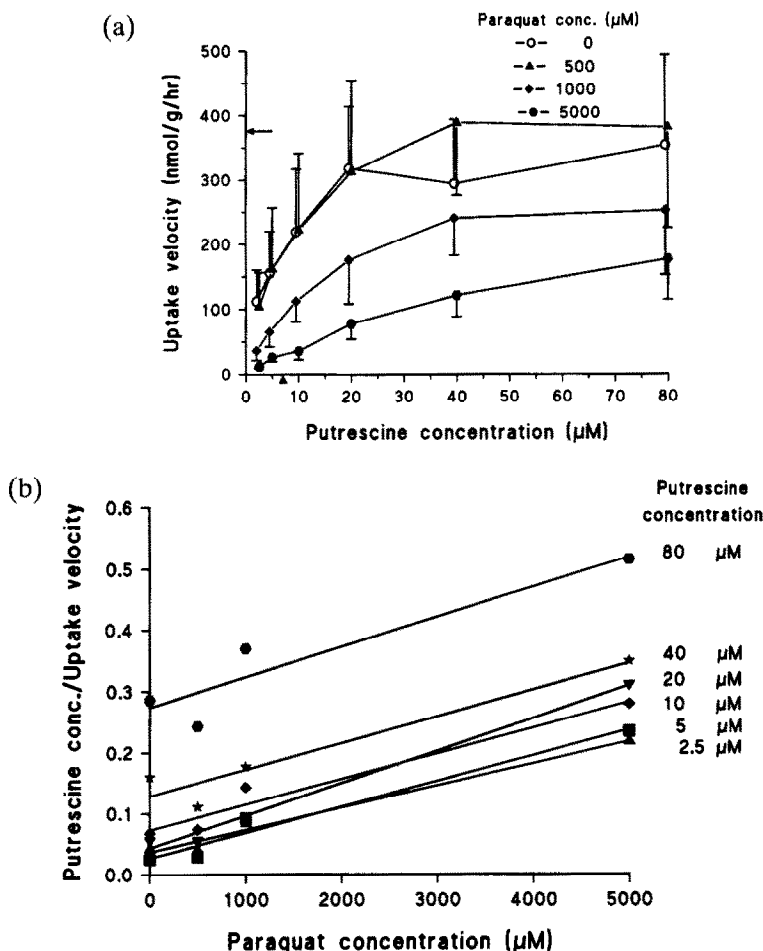 (a)
Paraquat conc. (µM)
0
500
1000
5000
500
400
300
200
100
0
Uptake velocity (nmol/g/hr)
0 10 20 30 40 50 60 70 80
Putrescine concentration (µM)
(b)
Putrescine
concentration
80 µM
40 µM
20 µM
10 µM
5 µM
2.5 µM
0.6
0.5
0.4
0.3
0.2
0.1
0.0
Putrescine conc./Uptake velocity
0 1000 2000 3000 4000 5000
Paraquat concentration (µM)